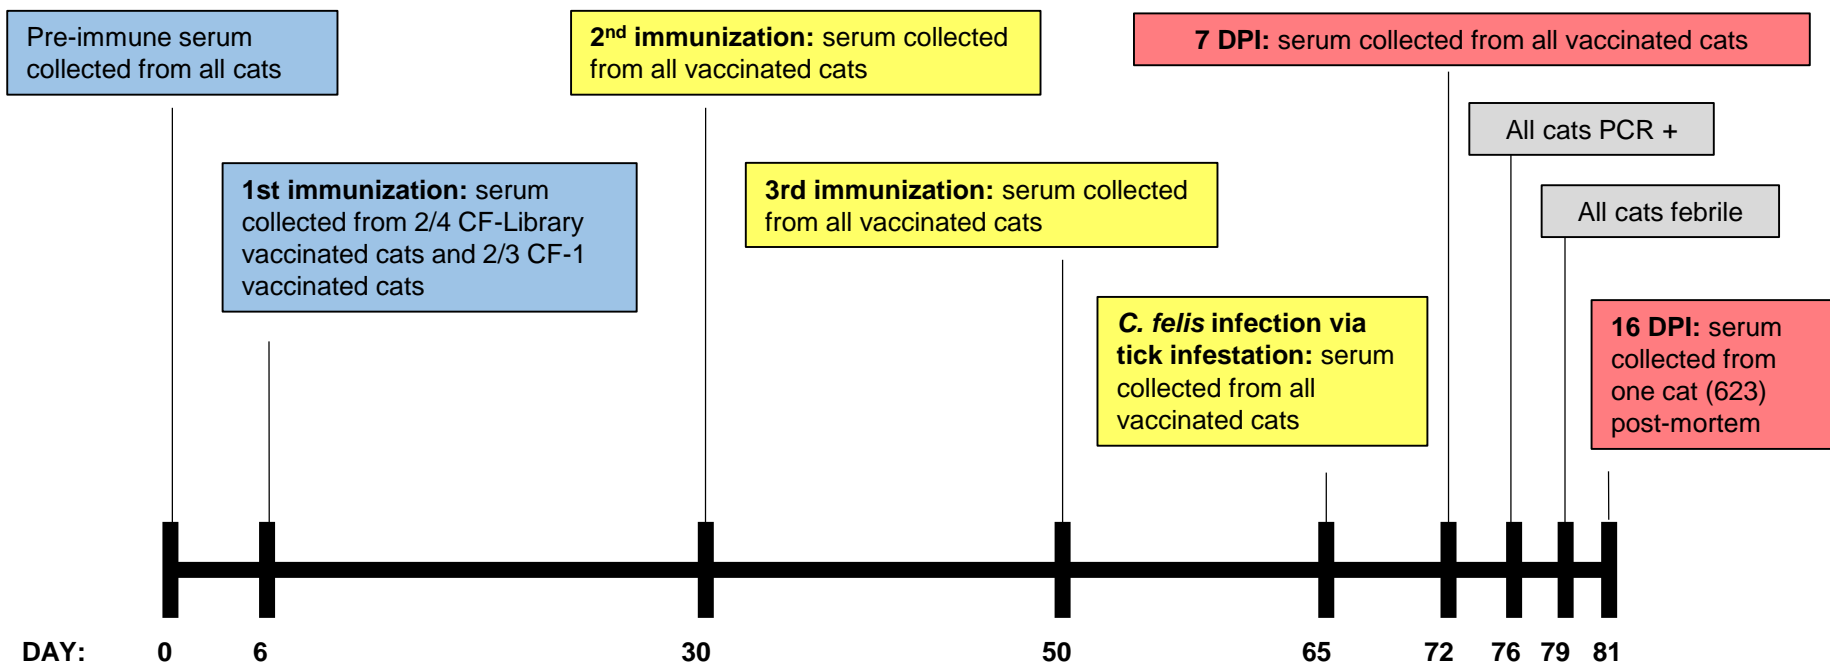 Pre-immune serum
collected from all cats
1st immunization: serum
collected from 2/4 CF-Library
vaccinated cats and 2/3 CF-1
vaccinated cats
2nd immunization: serum collected
from all vaccinated cats
3rd immunization: serum collected
from all vaccinated cats
C. felis infection via
tick infestation: serum
collected from all
vaccinated cats
7 DPI: serum collected from all vaccinated cats
All cats PCR +
All cats febrile
16 DPI: serum
collected from
one cat (623)
post-mortem
DAY: 0 6 30 50 65 72 76 79 81